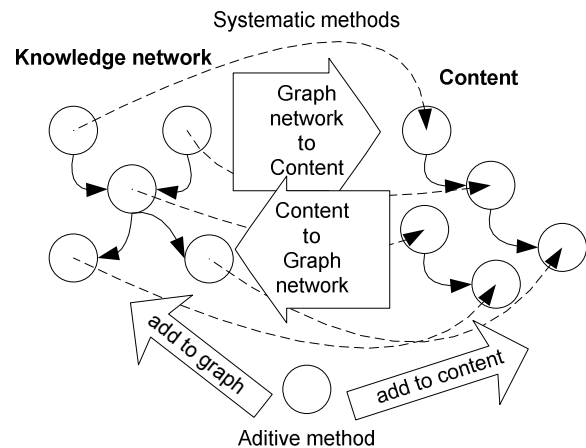 Systematic methods
Knowledge network
Content
Graph
network
to
Content
Content
to
Graph
network
add to graph
add to content
Aditive method